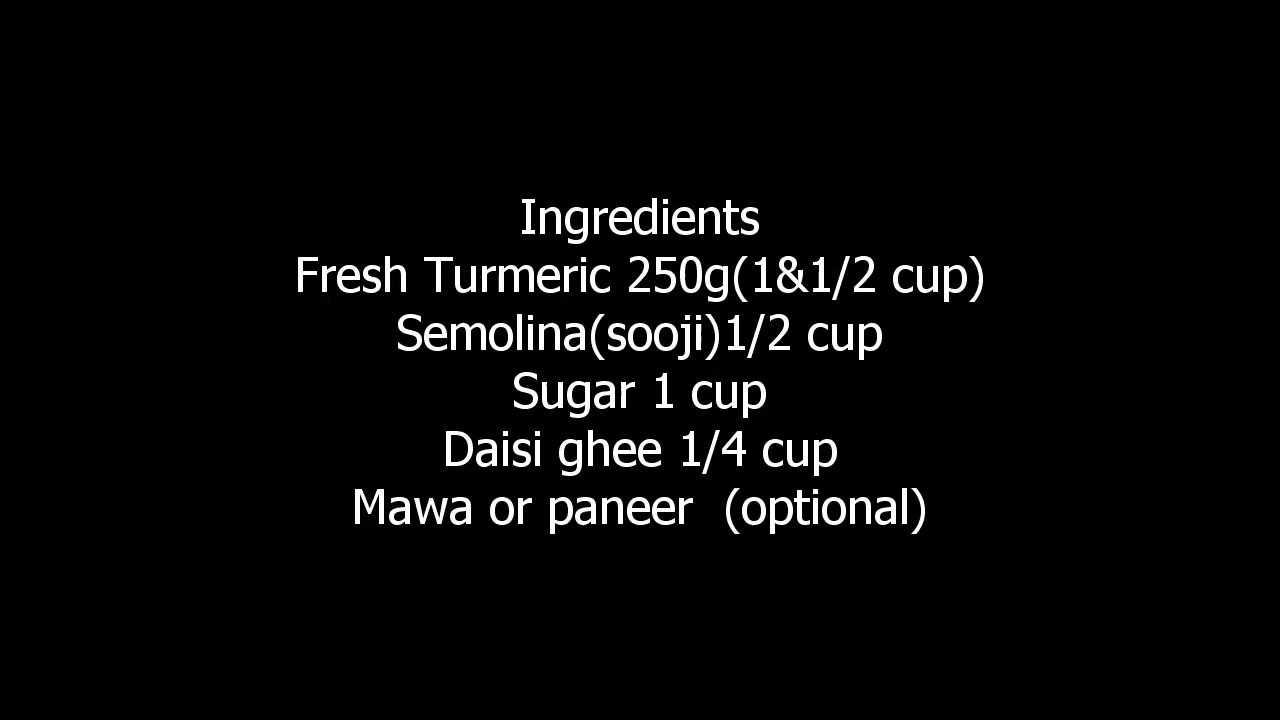 Ingredients
Fresh Turmeric 250g(1&1/2 cup)
Semolina(sooji)1/2 cup
Sugar 1 cup
Daisi ghee 1/4 cup
Mawa or paneer  (optional)